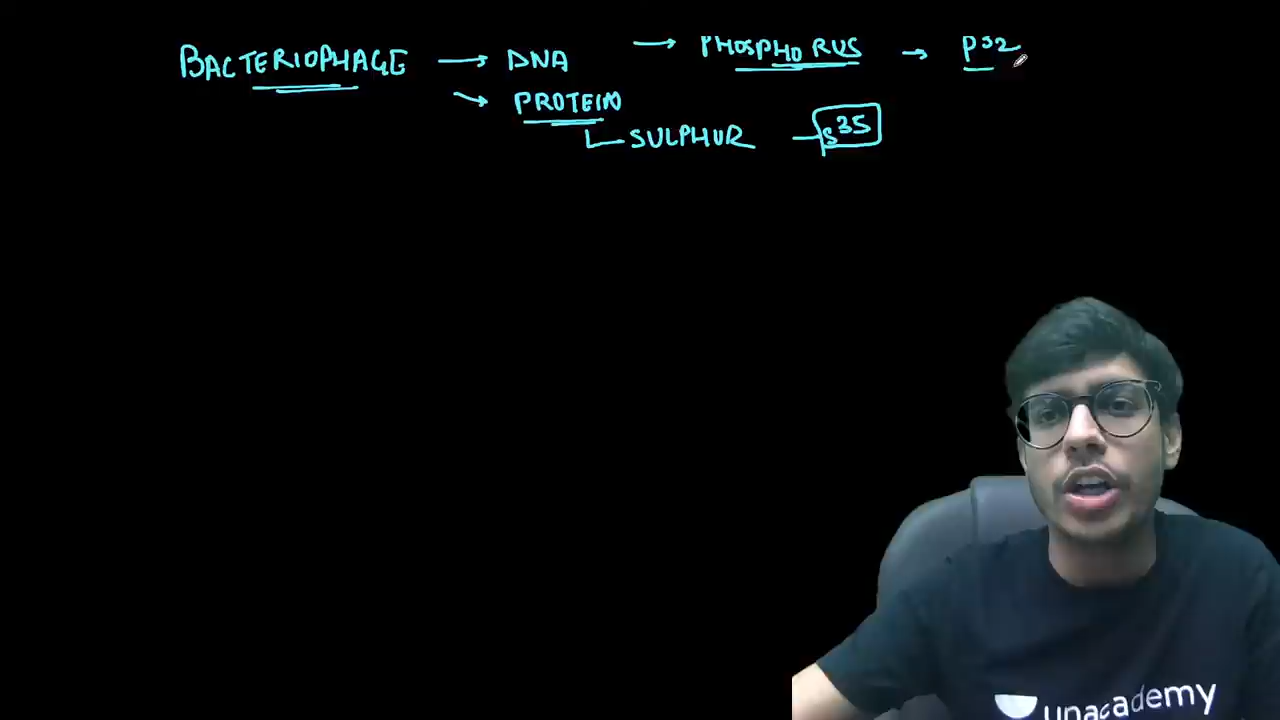 BACTERIOPHAGE → DNA → PHOSPHORUS → P32
→ PROTEIN
SULPHUR - S35
unacademy